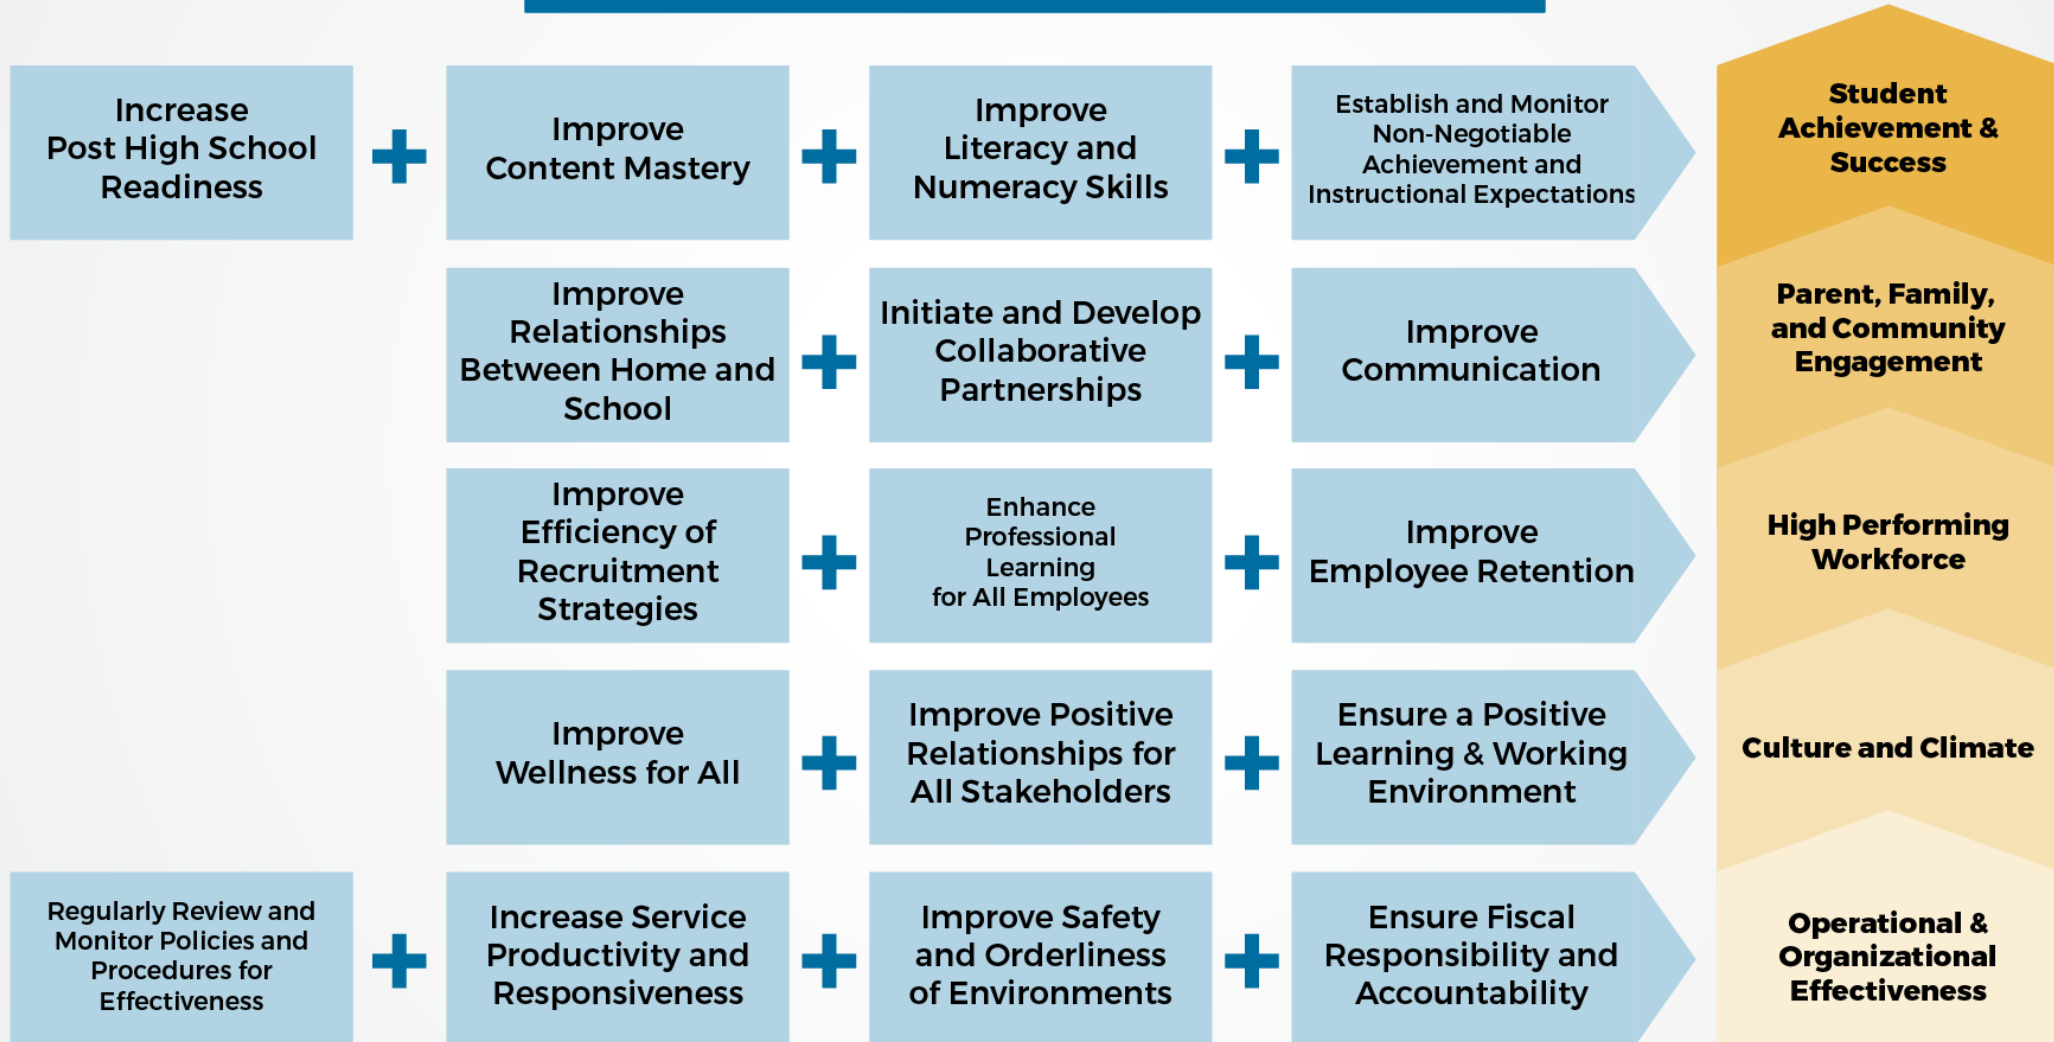 Increase
Post High School
Readiness
Improve
Content Mastery
Improve
Literacy and
Numeracy Skills
Establish and Monitor
Non-Negotiable
Achievement and
Instructional Expectations
Student
Achievement &
Success
Improve
Relationships
Between Home and
School
Initiate and Develop
Collaborative
Partnerships
Improve
Communication
Parent, Family,
and Community
Engagement
Improve
Efficiency of
Recruitment
Strategies
Enhance
Professional
Learning
for All Employees
Improve
Employee Retention
High Performing
Workforce
Improve
Wellness for All
Improve Positive
Relationships for
All Stakeholders
Ensure a Positive
Learning & Working
Environment
Culture and Climate
Regularly Review and
Monitor Policies and
Procedures for
Effectiveness
Increase Service
Productivity and
Responsiveness
Improve Safety
and Orderliness
of Environments
Ensure Fiscal
Responsibility and
Accountability
Operational &
Organizational
Effectiveness